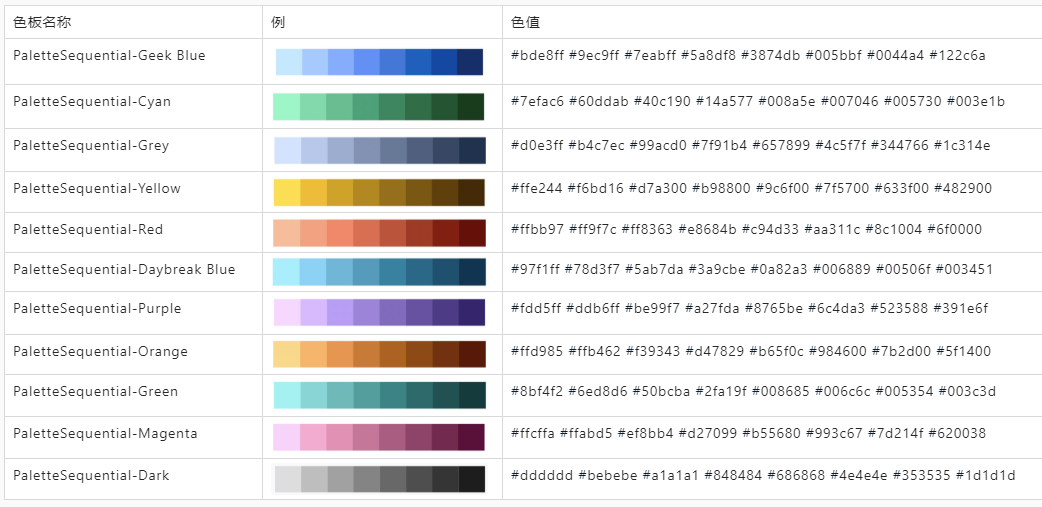 色板名称 例 色值
PaletteSequential-Geek Blue #bde8ff #9ec9ff #7eabff #5a8df8 #3874db #005bbf #0044a4 #122c6a
PaletteSequential-Cyan #7efac6 #60ddab #40c190 #14a577 #008a5e #007046 #005730 #003e1b
PaletteSequential-Grey #d0e3ff #b4c7ec #99acd0 #7f91b4 #657899 #4c5f7f #344766 #1c314e
PaletteSequential-Yellow #ffe244 #f6bd16 #d7a300 #b98800 #9c6f00 #7f5700 #633f00 #482900
PaletteSequential-Red #ffbb97 #ff9f7c #ff8363 #e8684b #c94d33 #aa311c #8c1004 #6f0000
PaletteSequential-Daybreak Blue #97f1ff #78d3f7 #5ab7da #3a9cbe #0a82a3 #006889 #00506f #003451
PaletteSequential-Purple #fdd5ff #ddb6ff #be99f7 #a27fda #8765be #6c4da3 #523588 #391e6f
PaletteSequential-Orange #ffd985 #ffb462 #f39343 #d47829 #b65f0c #984600 #7b2d00 #5f1400
PaletteSequential-Green #8bf4f2 #6ed8d6 #50bcba #2fa19f #008685 #006c6c #005354 #003c3d
PaletteSequential-Magenta #ffcffa #ffabd5 #ef8bb4 #d27099 #b55680 #993c67 #7d214f #620038
PaletteSequential-Dark #dddddd #bebebe #a1a1a1 #848484 #686868 #4e4e4e #353535 #1d1d1d